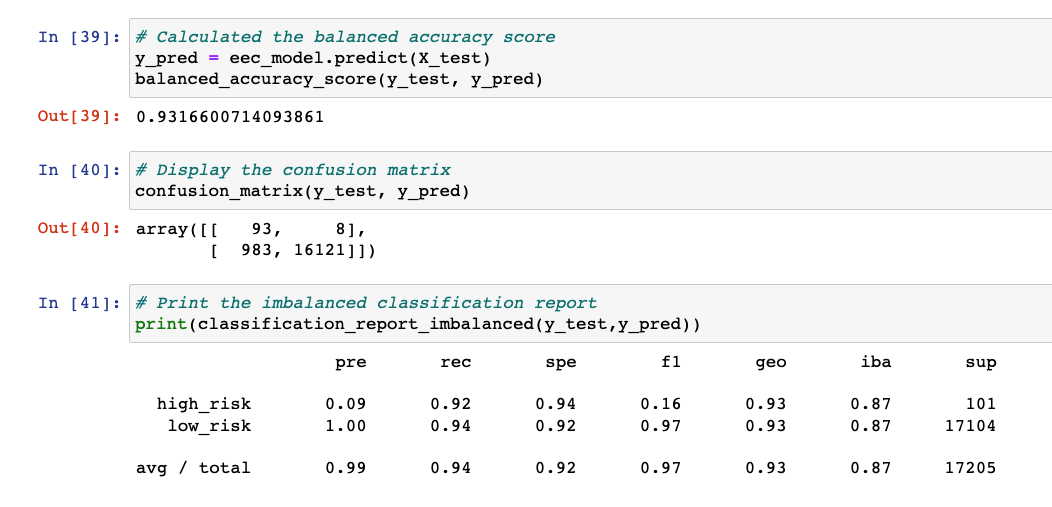 In [39]: # Calculated the balanced accuracy score
y_pred = eec_model.predict(X_test)
balanced_accuracy_score(y_test, y_pred)
Out[39]: 0.9316600714093861
In [40]: # Display the confusion matrix
confusion_matrix(y_test, y_pred)
Out[40]: array([[   93,     8],
       [  983, 16121]])
In [41]: # Print the imbalanced classification report
print(classification_report_imbalanced(y_test,y_pred))
pre       rec       spe        f1       geo       iba       sup
high_risk       0.09      0.92      0.94      0.16      0.93      0.87       101
low_risk       1.00      0.94      0.92      0.97      0.93      0.87     17104
avg / total       0.99      0.94      0.92      0.97      0.93      0.87     17205